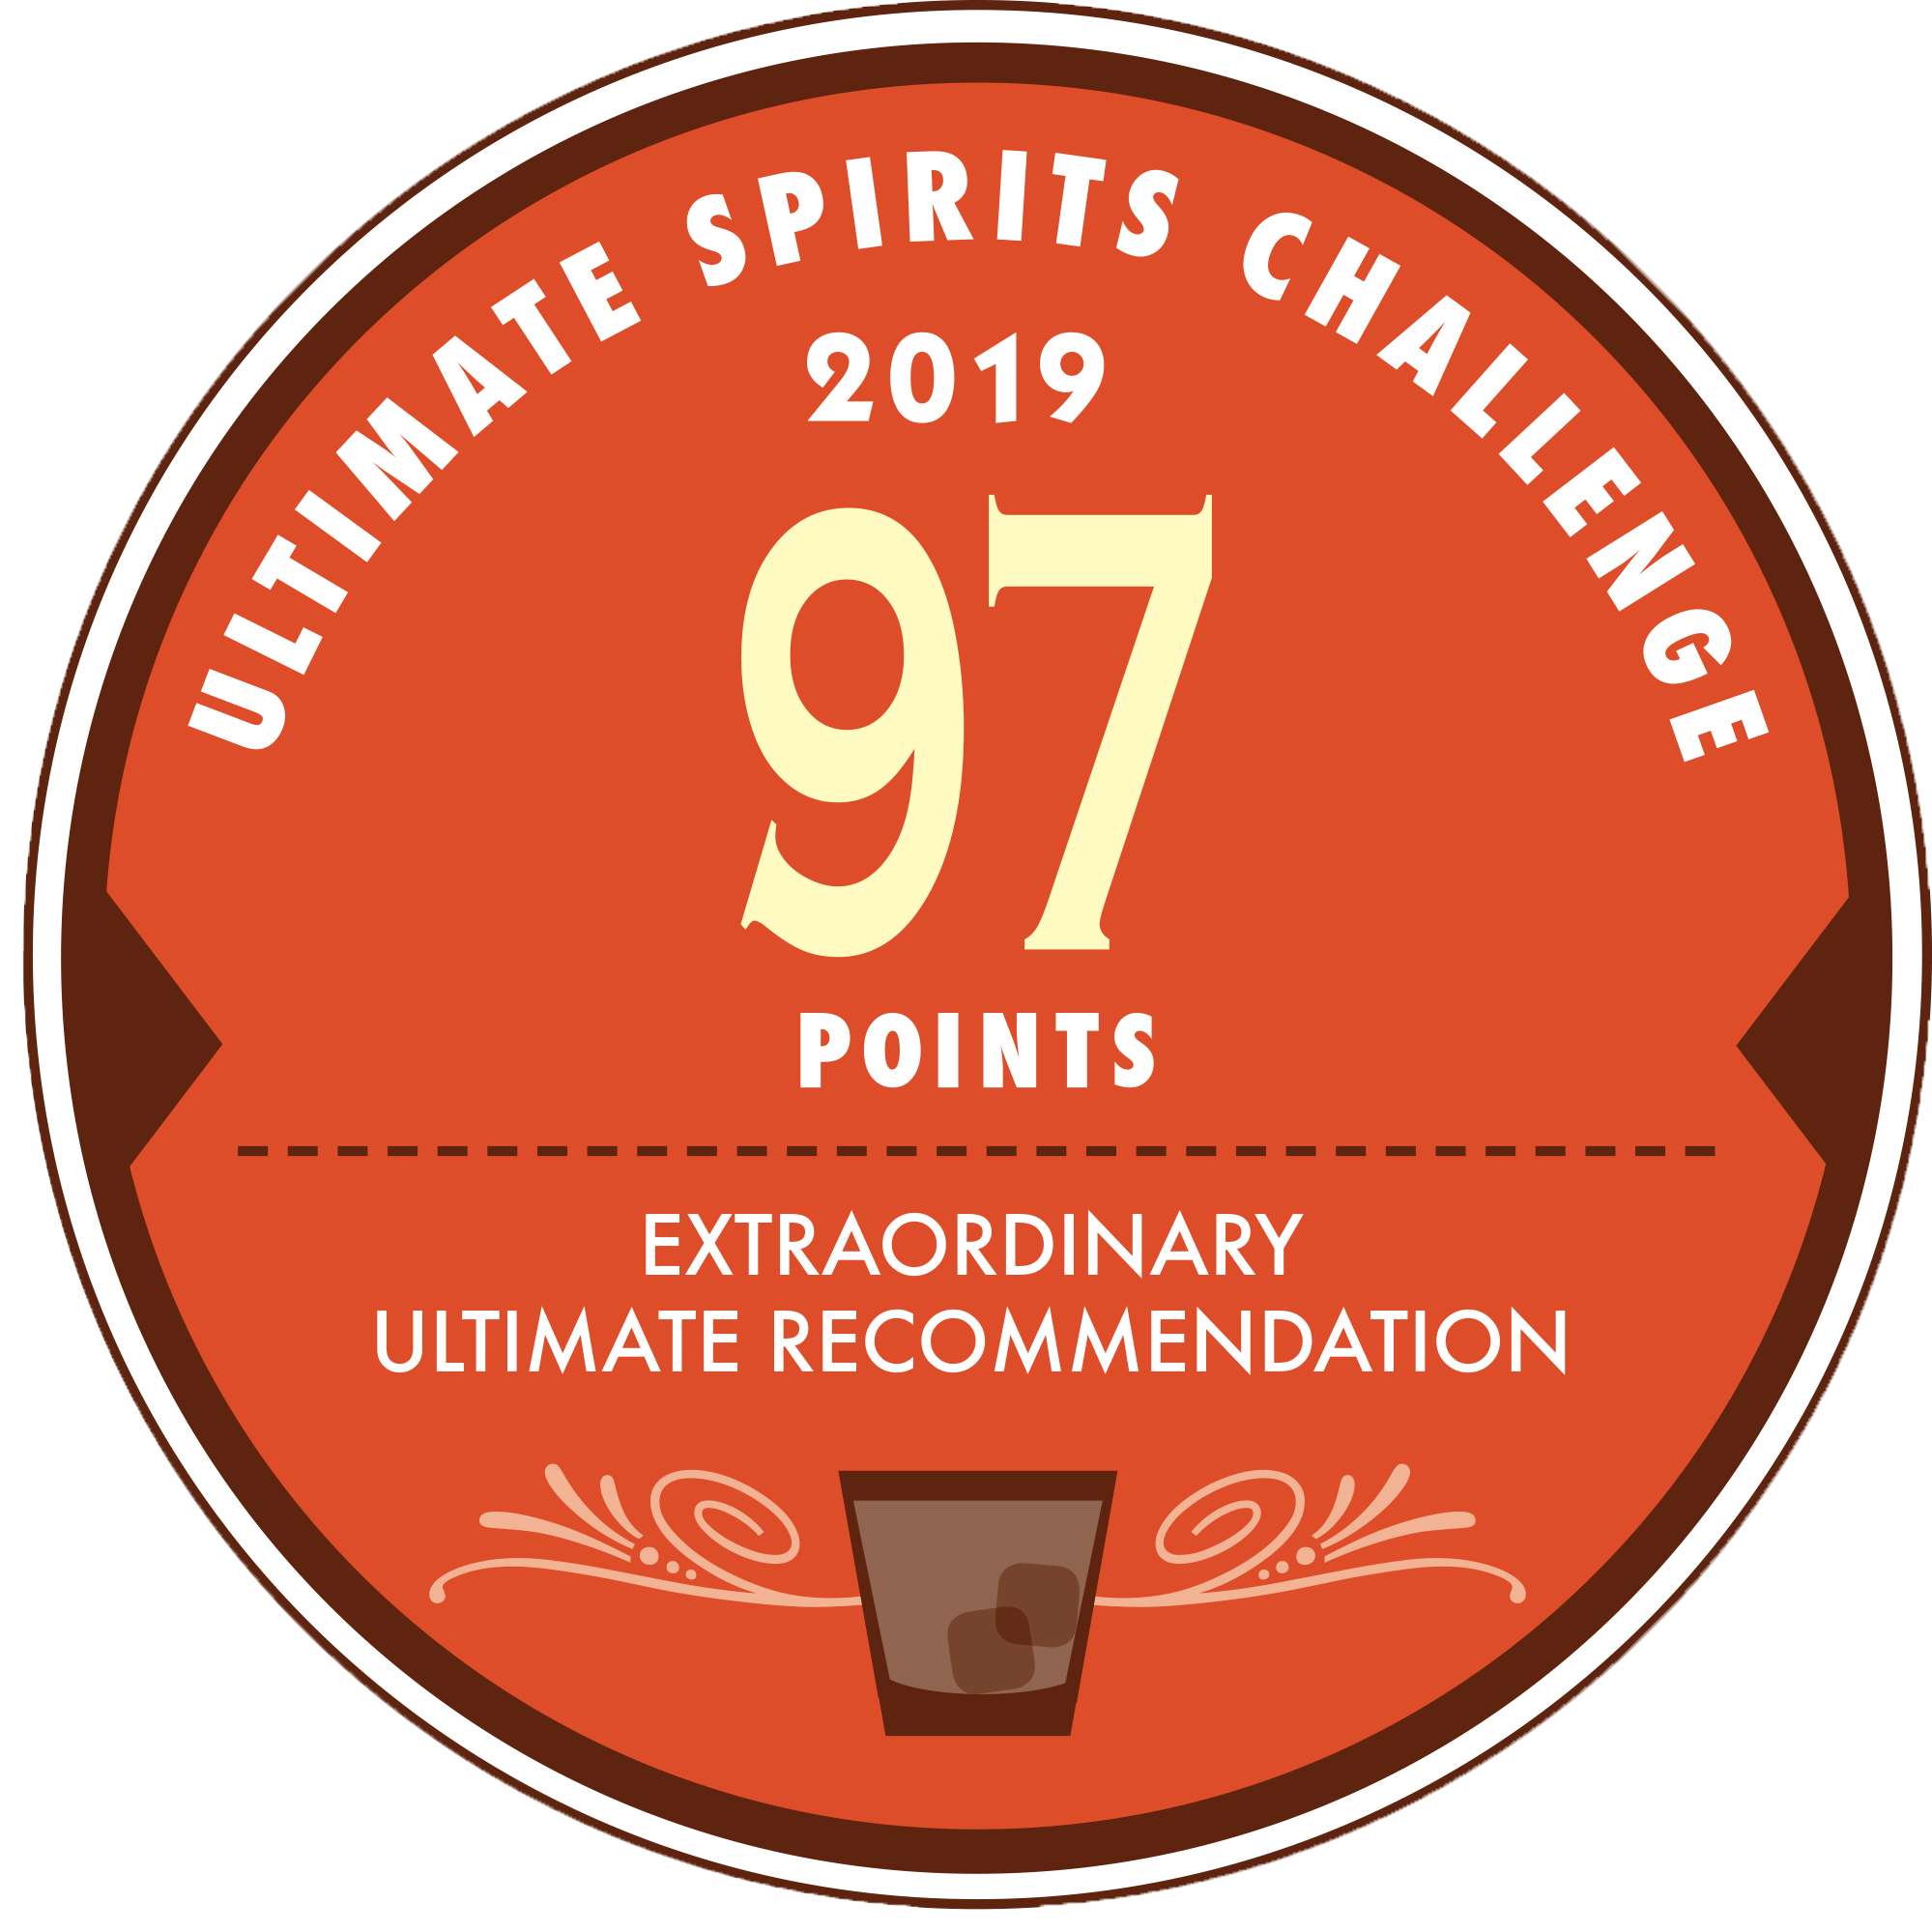 ULTIMATE SPIRITS CHALLENGE
2019
97
POINTS
EXTRAORDINARY
ULTIMATE RECOMMENDATION